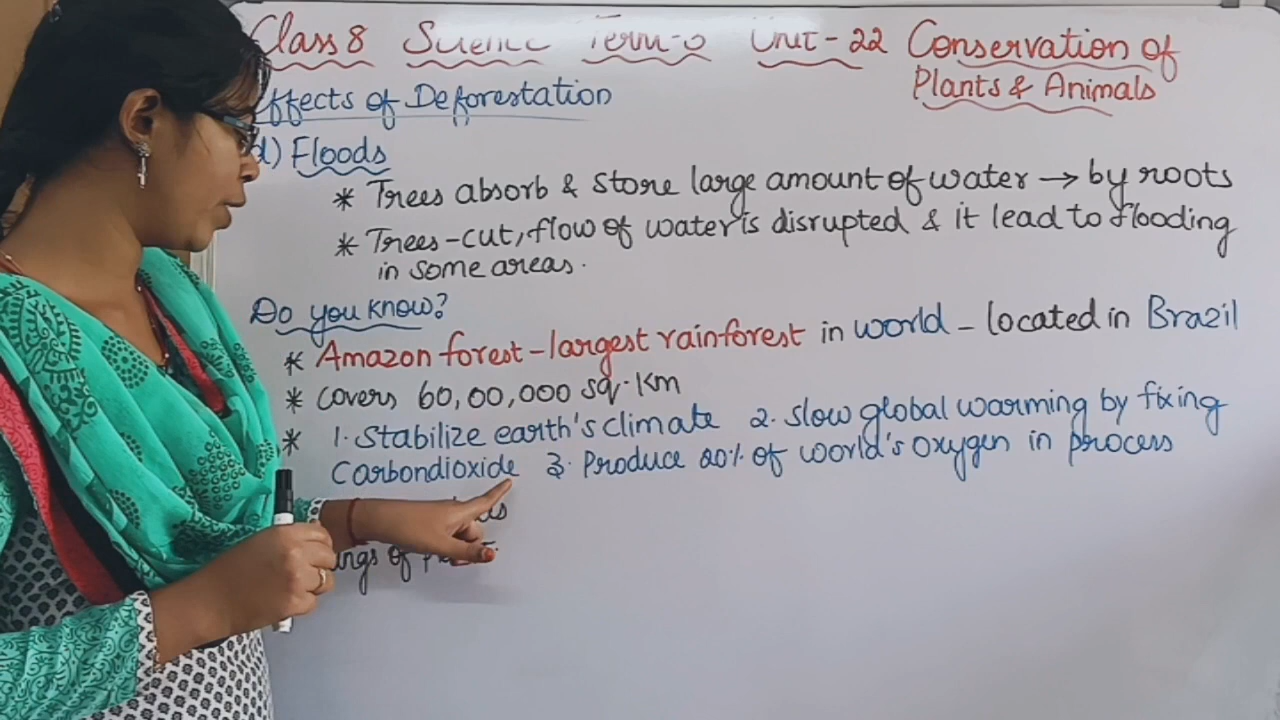 Class 8 Science Term-3 Unit - 22 Conservation of
Plants & Animals
Effects of Deforestation
d) Floods
* Trees absorb & store large amount of water → by roots
* Trees-cut, flow of water is disrupted & it lead to flooding
in some areas.
Do you know?
* Amazon forest - largest rainforest in world - located in Brazil
* covers 60,00,000 sq.km
* 1. Stabilize earth's climate 2. Slow global warming by fixing
Carbondioxide 3. Produce 20% of world's oxygen in process
ngs of